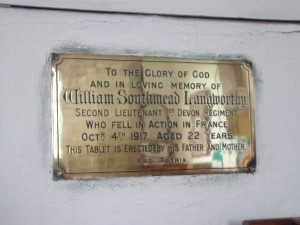 To the Glory of God
and in loving memory of
William Southmead Langworthy
Second Lieutenant 1st Devon Regiment,
Who fell in Action in France,
Octr. 4th 1917. Aged 22 Years.
This Tablet is erected by his Father and Mother.
Pro Patria.